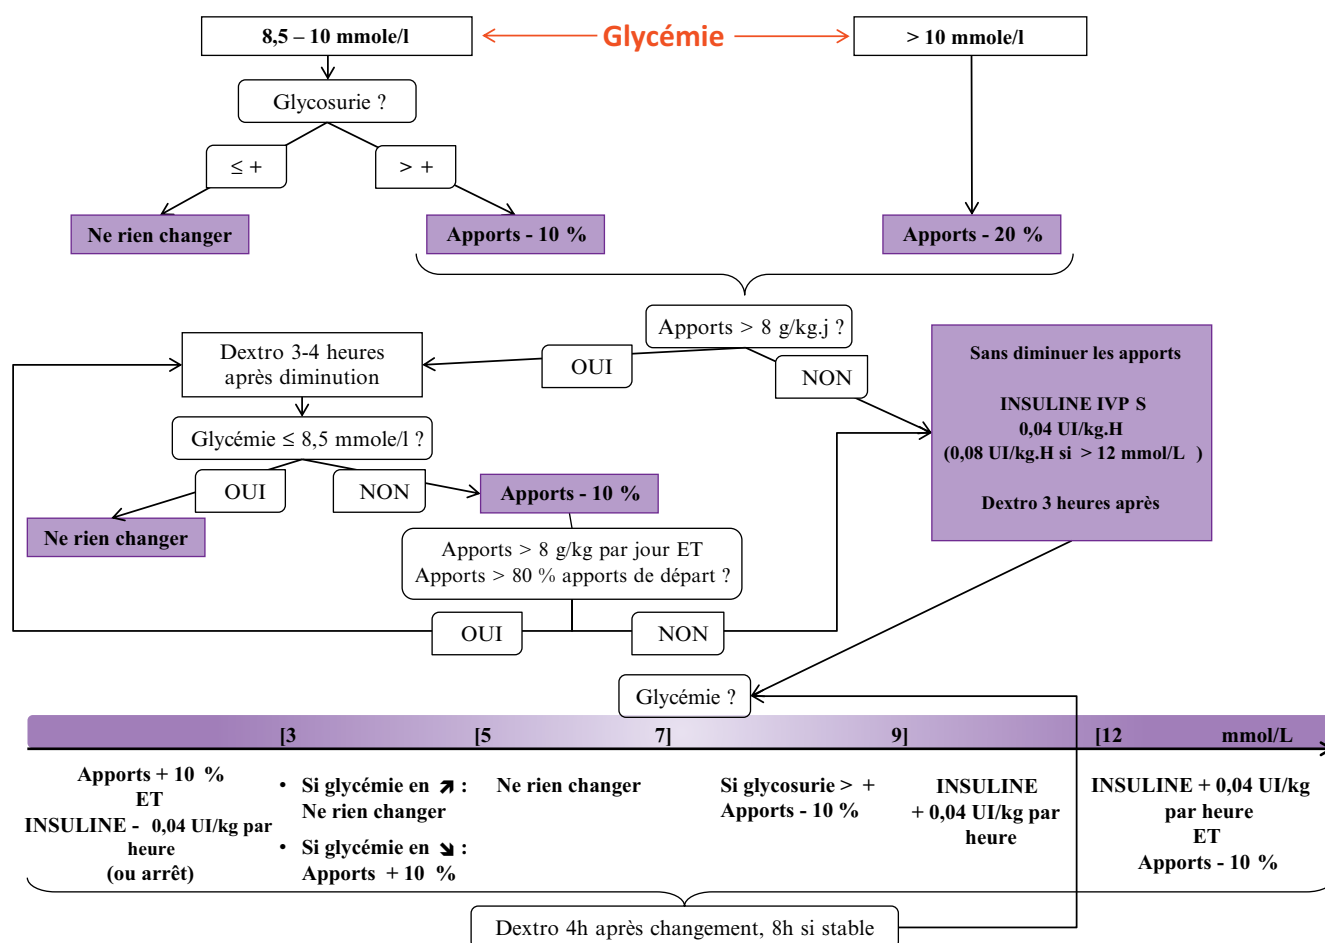 8,5 – 10 mmole/l
Glycémie
> 10 mmole/l
Glycosurie ?
≤ +
> +
Ne rien changer
Apports - 10 %
Apports - 20 %
Apports > 8 g/kg.j ?
Dextro 3-4 heures
après diminution
OUI
NON
Sans diminuer les apports
INSULINE IVP S
0,04 UI/kg.H
(0,08 UI/kg.H si > 12 mmol/L )
Dextro 3 heures après
Glycémie ≤ 8,5 mmole/l ?
OUI
NON
Apports - 10 %
Ne rien changer
Apports > 8 g/kg par jour ET
Apports > 80 % apports de départ ?
OUI
NON
Glycémie ?
[3
[5
7]
9]
[12
mmol/L
Apports + 10 %
ET
INSULINE - 0,04 UI/kg par
heure
(ou arrêt)
• Si glycémie en ↗ :
Ne rien changer
• Si glycémie en ↘ :
Apports + 10 %
Ne rien changer
Si glycosurie > +
Apports - 10 %
INSULINE
+ 0,04 UI/kg par
heure
INSULINE + 0,04 UI/kg
par heure
ET
Apports - 10 %
Dextro 4h après changement, 8h si stable